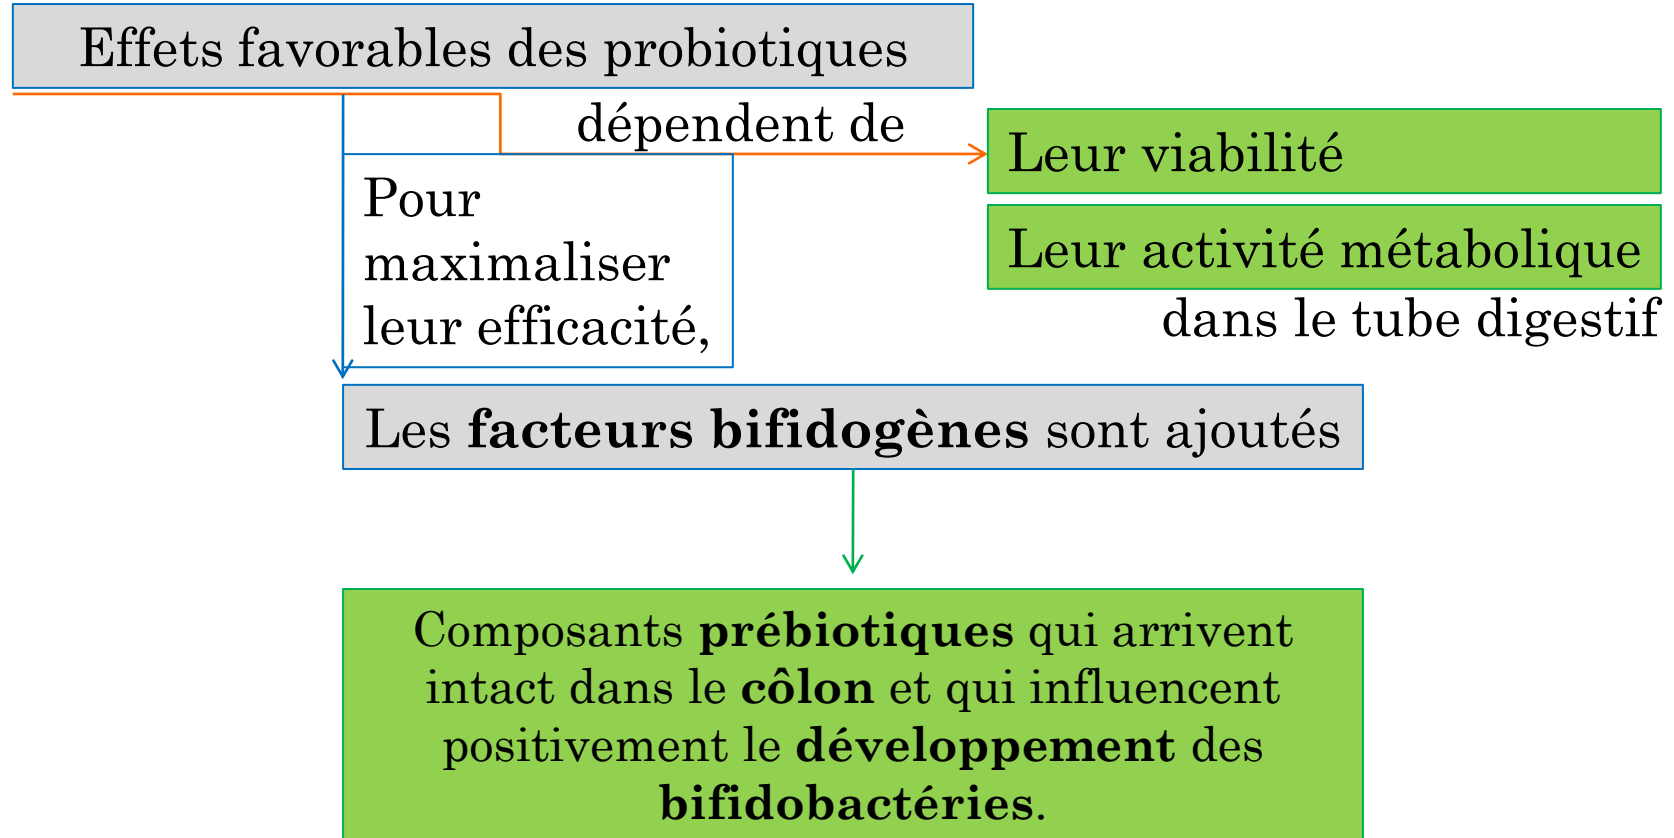 Effets favorables des probiotiques
dépendent de
Leur viabilité
Leur activité métabolique
dans le tube digestif
Pour
maximaliser
leur efficacité,
Les facteurs bifidogènes sont ajoutés
Composants prébiotiques qui arrivent
intact dans le côlon et qui influencent
positivement le développement des
bifidobactéries.